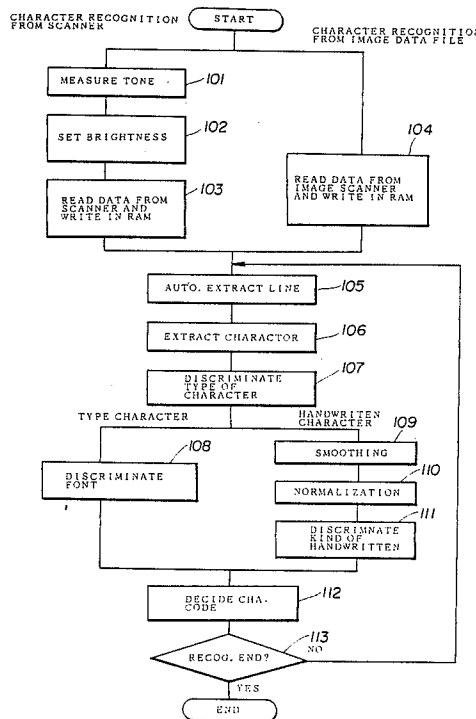 CHARACTER RECOGNITION
FROM SCANNER
START
CHARACTER RECOGNITION
FROM IMAGE DATA FILE
MEASURE TONE
101
SET BRIGHTNESS
102
READ DATA FROM
SCANNER AND
WRITE IN RAM
103
104
READ DATA FROM
IMAGE SCANNER
AND WRITE IN RAM
AUTO. EXTRACT LINE
105
EXTRACT CHARACTOR
106
DISCRIMINATE
TYPE OF
CHARACTER
107
TYPE CHARACTER
HANDWRITEN
CHARACTER
108
DISCRIMINATE
FONT
109
SMOOTHING
110
NORMALIZATION
111
DISCRIMNATE
KIND OF
HANDWRITTEN
DECIDE CHA-
CODE
112
RECOG. END?
113
NO
YES
END